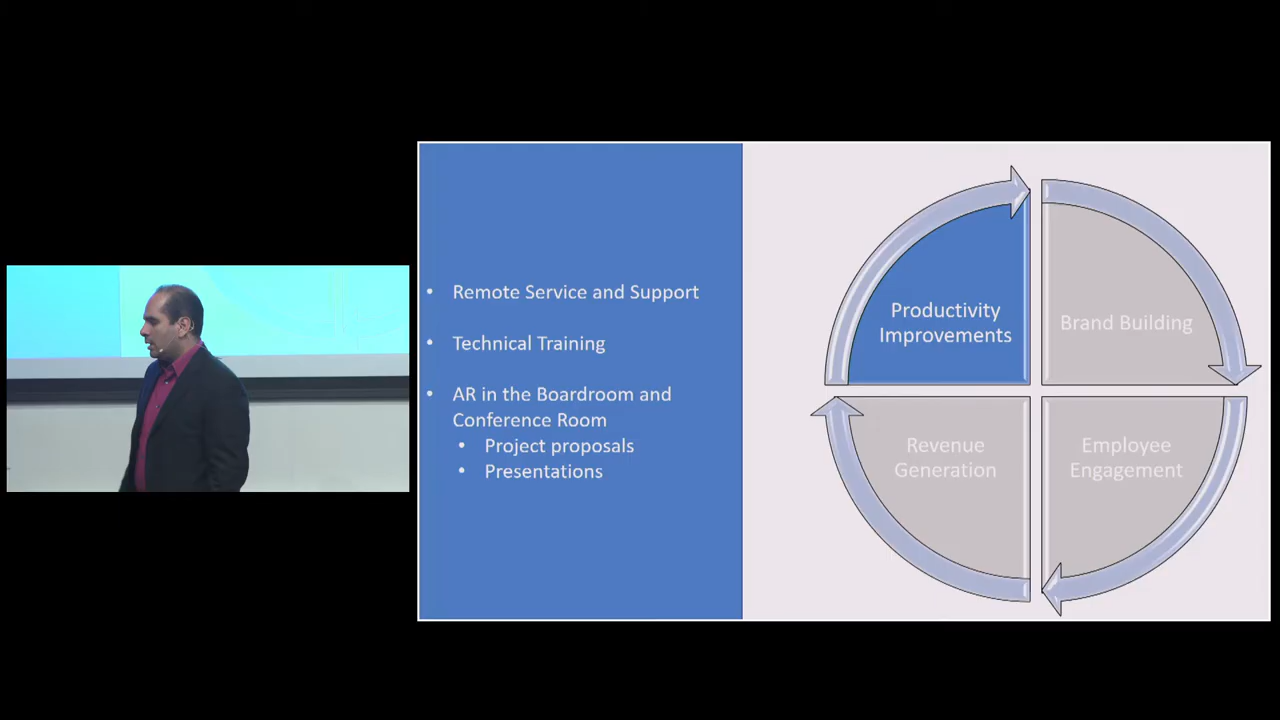 Remote Service and Support
Technical Training
AR in the Boardroom and
Conference Room
Project proposals
Presentations
Productivity
Improvements
Brand Building
Revenue
Generation
Employee
Engagement